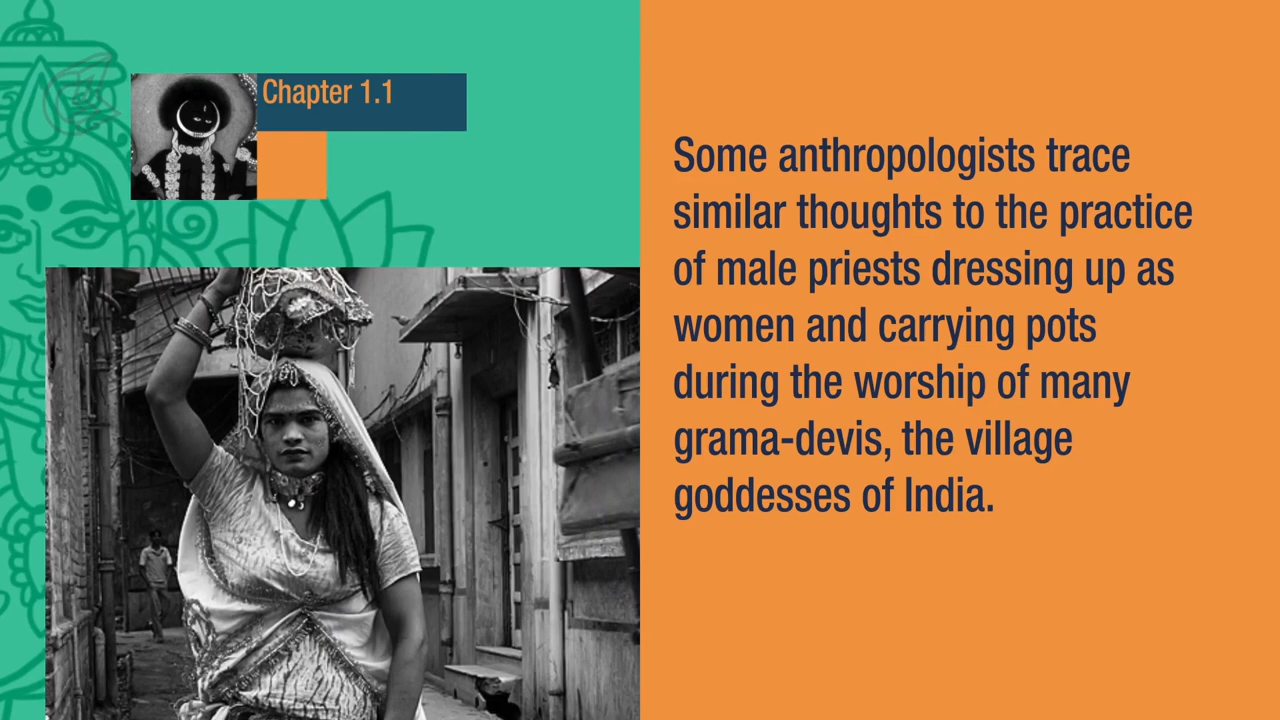 Chapter 1.1
Some anthropologists trace
similar thoughts to the practice
of male priests dressing up as
women and carrying pots
during the worship of many
grama-devis, the village
goddesses of India.